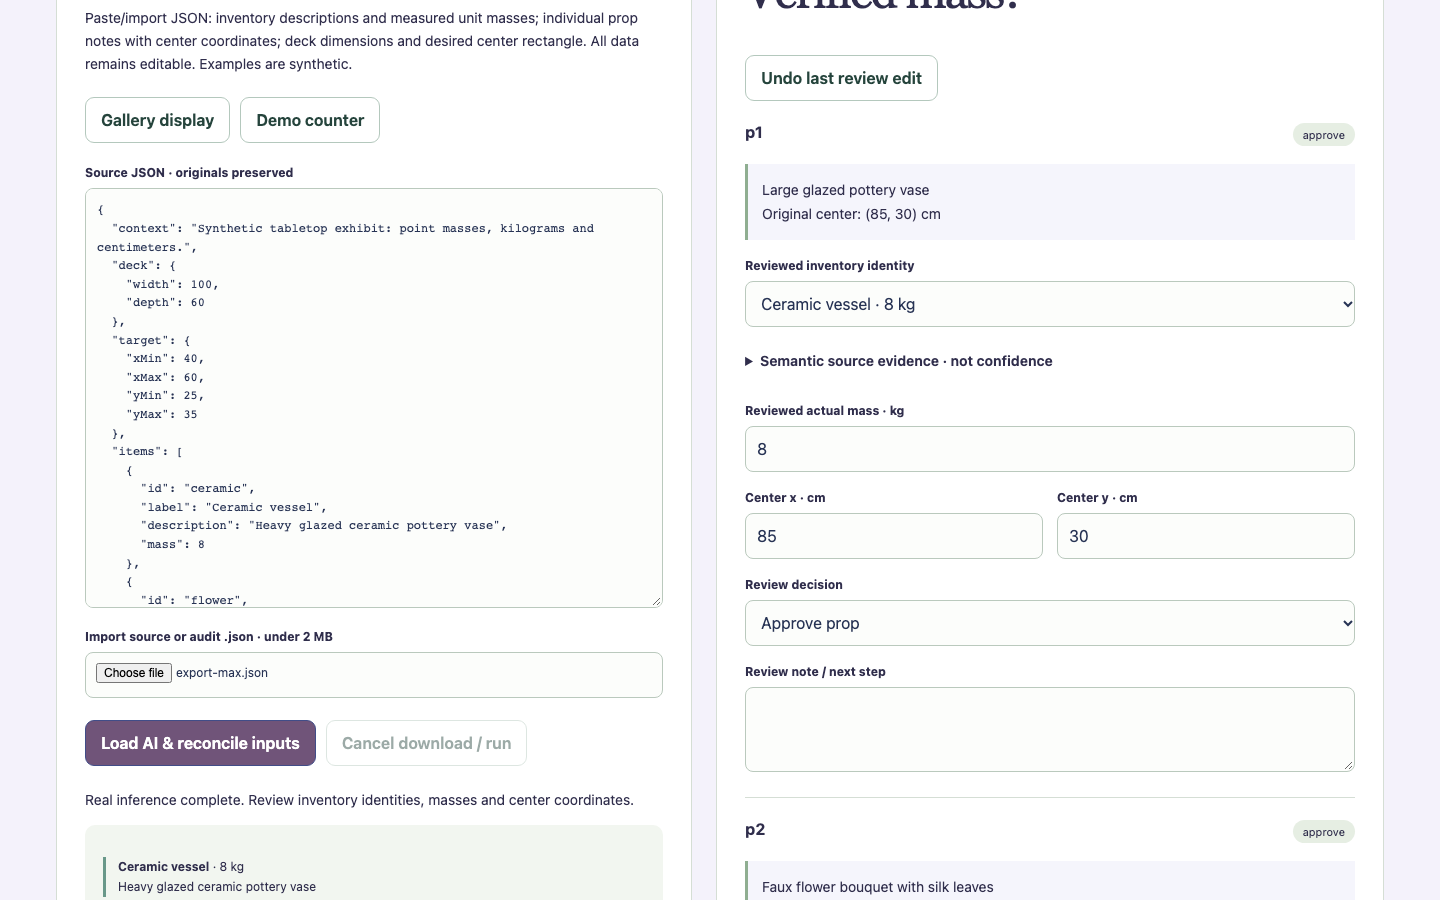 Paste/import JSON: inventory descriptions and measured unit masses; individual prop
notes with center coordinates; deck dimensions and desired center rectangle. All data
remains editable. Examples are synthetic.
Gallery display
Demo counter
Source JSON · originals preserved
{
"context": "Synthetic tabletop exhibit: point masses, kilograms and
centimeters.",
"deck": {
"width": 100,
"depth": 60
},
"target": {
"xMin": 40,
"xMax": 60,
"yMin": 25,
"yMax": 35
},
"items": [
{
"id": "ceramic",
"label": "Ceramic vessel",
"description": "Heavy glazed ceramic pottery vase",
"mass": 8
},
{
"id": "flower",
Import source or audit .json · under 2 MB
Choose file export-max.json
Load AI & reconcile inputs
Cancel download / run
Real inference complete. Review inventory identities, masses and center coordinates.
Ceramic vessel · 8 kg
Heavy glazed ceramic pottery vase
Verified mass.
Undo last review edit
p1
approve
Large glazed pottery vase
Original center: (85, 30) cm
Reviewed inventory identity
Ceramic vessel · 8 kg
Semantic source evidence · not confidence
Reviewed actual mass · kg
8
Center x · cm
Center y · cm
85
30
Review decision
Approve prop
Review note / next step
p2
approve
Faux flower bouquet with silk leaves